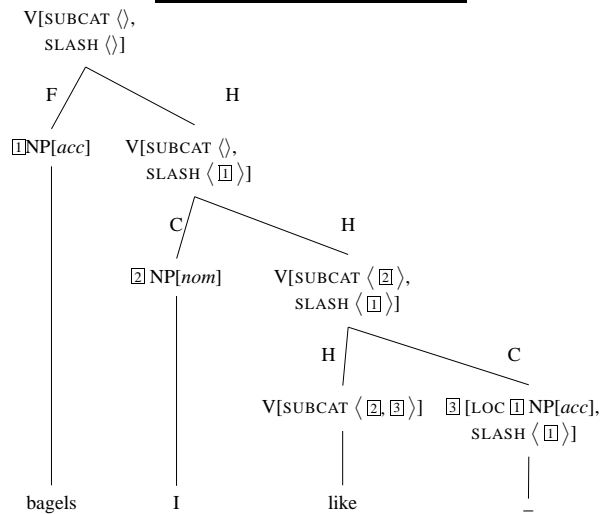 V[SUBCAT ⟨⟩,
SLASH ⟨⟩]
F H
1 NP[acc] V[SUBCAT ⟨⟩,
SLASH ⟨ 1 ⟩]
C H
2 NP[nom] V[SUBCAT ⟨ 2 ⟩,
SLASH ⟨ 1 ⟩]
H C
V[SUBCAT ⟨ 2, 3 ⟩] 3 [LOC 1 NP[acc],
SLASH ⟨ 1 ⟩]
bagels I like _